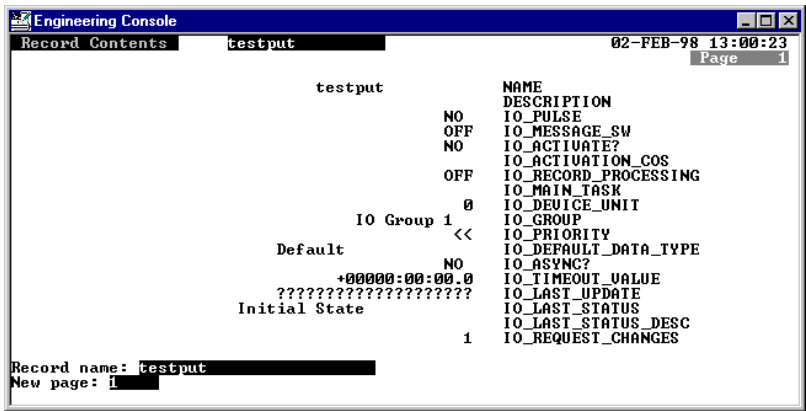 Engineering Console
Record Contents testput 02-FEB-98 13:00:23
Page 1
testput NAME
DESCRIPTION
NO IO_PULSE
OFF IO_MESSAGE_SW
NO IO_ACTIVATE?
IO_ACTIVATION_COS
OFF IO_RECORD_PROCESSING
IO_MAIN_TASK
0 IO_DEVICE_UNIT
IO Group 1 IO_GROUP
<< IO_PRIORITY
Default IO_DEFAULT_DATA_TYPE
NO IO_ASYNC?
+00000:00:00.0 IO_TIMEOUT_VALUE
???????????????????? IO_LAST_UPDATE
Initial State IO_LAST_STATUS
IO_LAST_STATUS_DESC
1 IO_REQUEST_CHANGES
Record name: testput
New page: 1